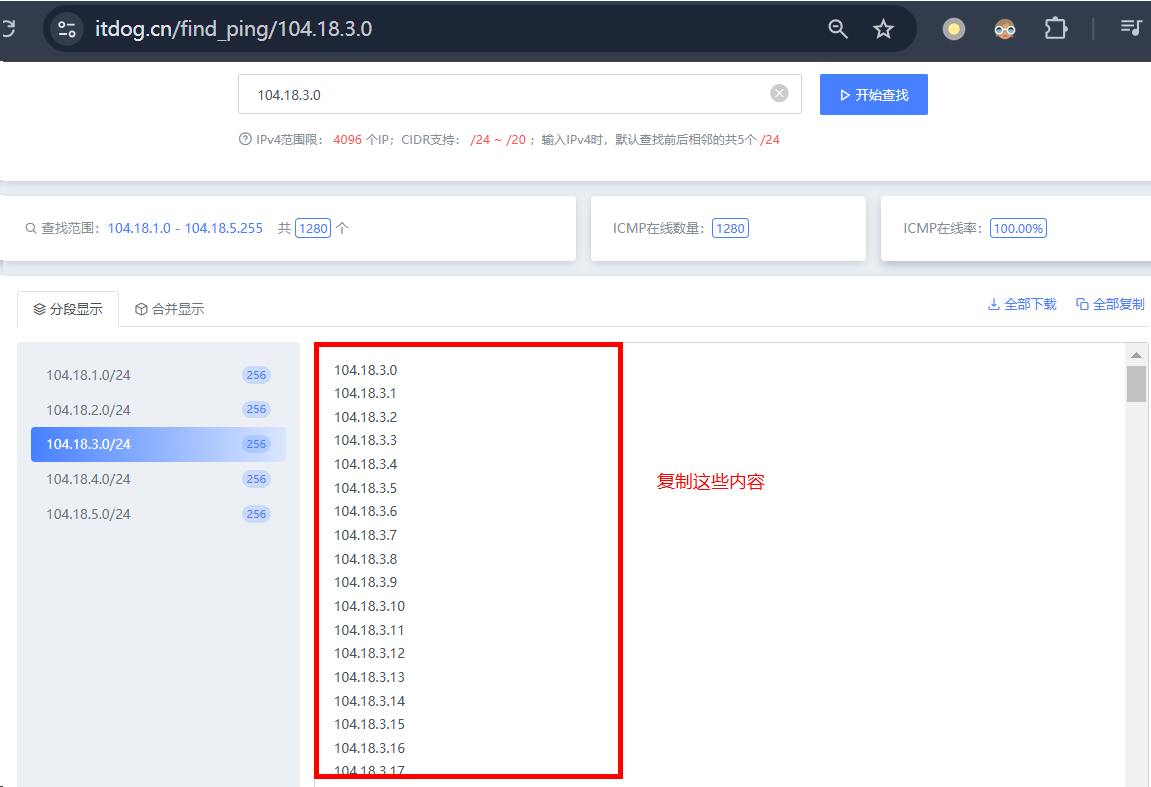 itdog.cn/find_ping/104.18.3.0
104.18.3.0
开始查找
IPv4范围限： 4096 个IP；CIDR支持： /24 ~ /20 ；输入IPv4时，默认查找前后相邻的共5个 /24
查找范围：104.18.1.0 - 104.18.5.255 共 1280 个
ICMP在线数量：1280
ICMP在线率：100.00%
分段显示
合并显示
全部下载
全部复制
104.18.1.0/24 256
104.18.2.0/24 256
104.18.3.0/24 256
104.18.4.0/24 256
104.18.5.0/24 256
104.18.3.0
104.18.3.1
104.18.3.2
104.18.3.3
104.18.3.4
104.18.3.5
104.18.3.6
104.18.3.7
104.18.3.8
104.18.3.9
104.18.3.10
104.18.3.11
104.18.3.12
104.18.3.13
104.18.3.14
104.18.3.15
104.18.3.16
104.18.3.17
复制这些内容